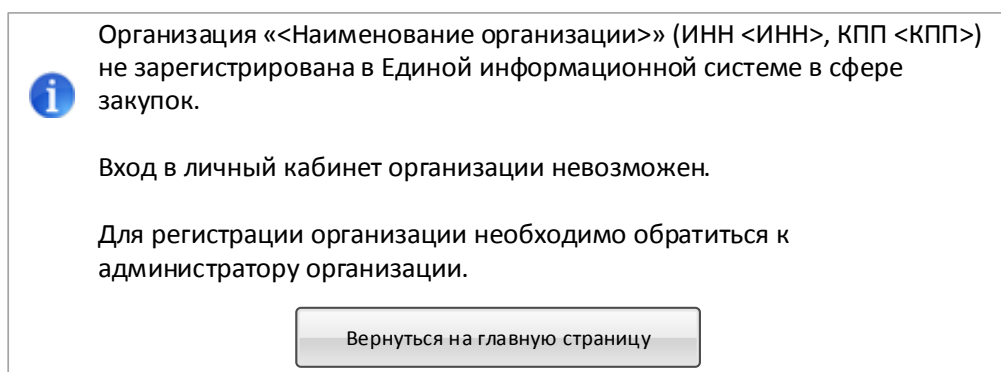 Организация «<Наименование организации>» (ИНН <ИНН>, КПП <КПП>)
не зарегистрирована в Единой информационной системе в сфере
закупок.
Вход в личный кабинет организации невозможен.
Для регистрации организации необходимо обратиться к
администратору организации.
Вернуться на главную страницу